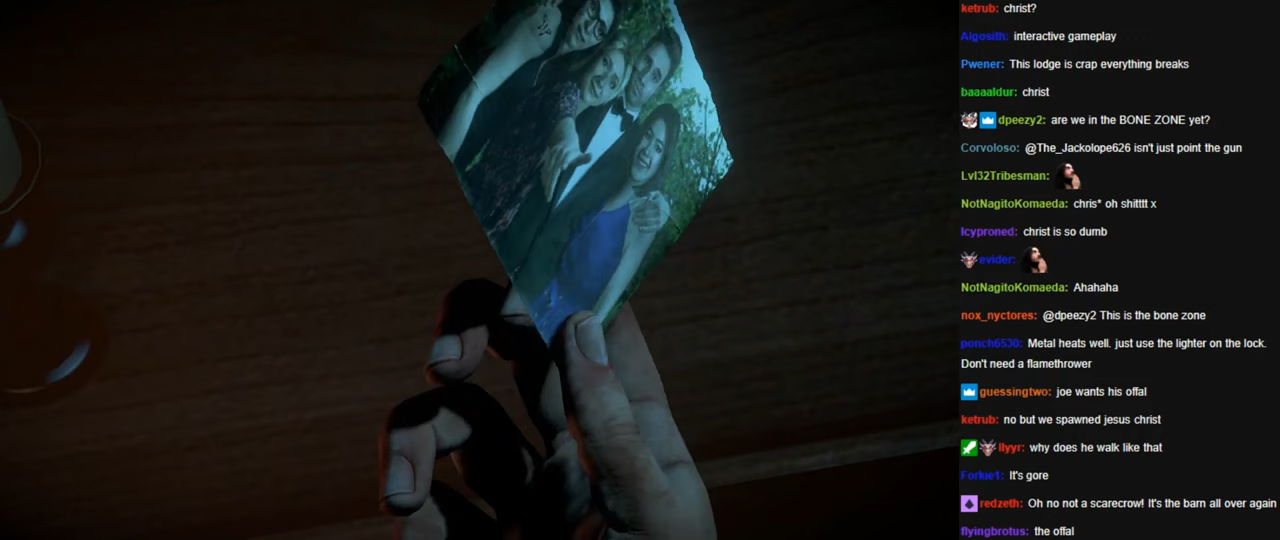 ketrub: christ?
Algosith: interactive gameplay
Pwener: This lodge is crap everything breaks
baaaaldur: christ
dpeezy2: are we in the BONE ZONE yet?
Corvoloso: @The_Jackolope626 isn't just point the gun
Lvl32Tribesman:
NotNagitoKomaeda: chris* oh shitttt x
Icyproned: christ is so dumb
evider:
NotNagitoKomaeda: Ahahaha
nox_nyctores: @dpeezy2 This is the bone zone
ponch6530: Metal heats well. just use the lighter on the lock.
Don't need a flamethrower
guessingtwo: joe wants his offal
ketrub: no but we spawned jesus christ
llyyr: why does he walk like that
Forkie1: It's gore
redzeth: Oh no not a scarecrow! It's the barn all over again
flyingbrotus: the offal